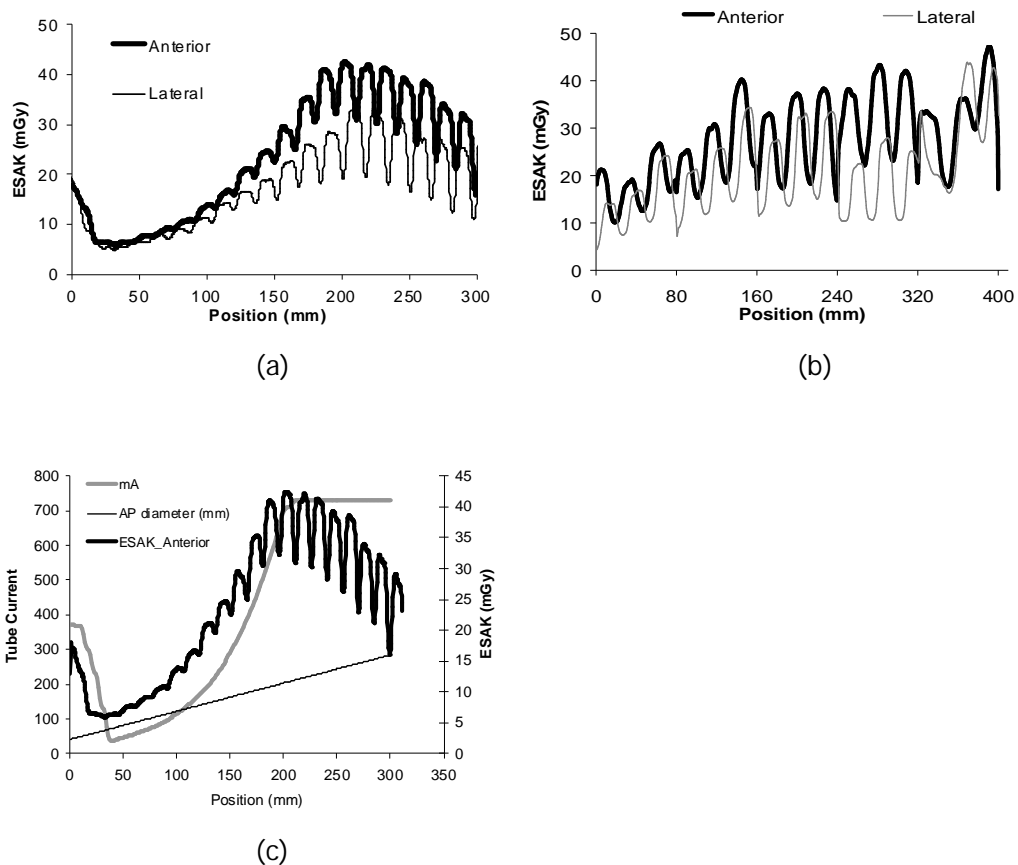 50
40
30
20
10
0
ESAK (mGy)
Anterior
Lateral
0 50 100 150 200 250 300
Position (mm)
(a)
Anterior Lateral
50
40
30
20
10
0
ESAK (mGy)
0 80 160 240 320 400
Position (mm)
(b)
800
700
600
500
400
300
200
100
0
Tube Current
mA
AP diameter (mm)
ESAK_Anterior
45
40
35
30
25
20
15
10
5
0
ESAK (mGy)
0 50 100 150 200 250 300 350
Position (mm)
(c)